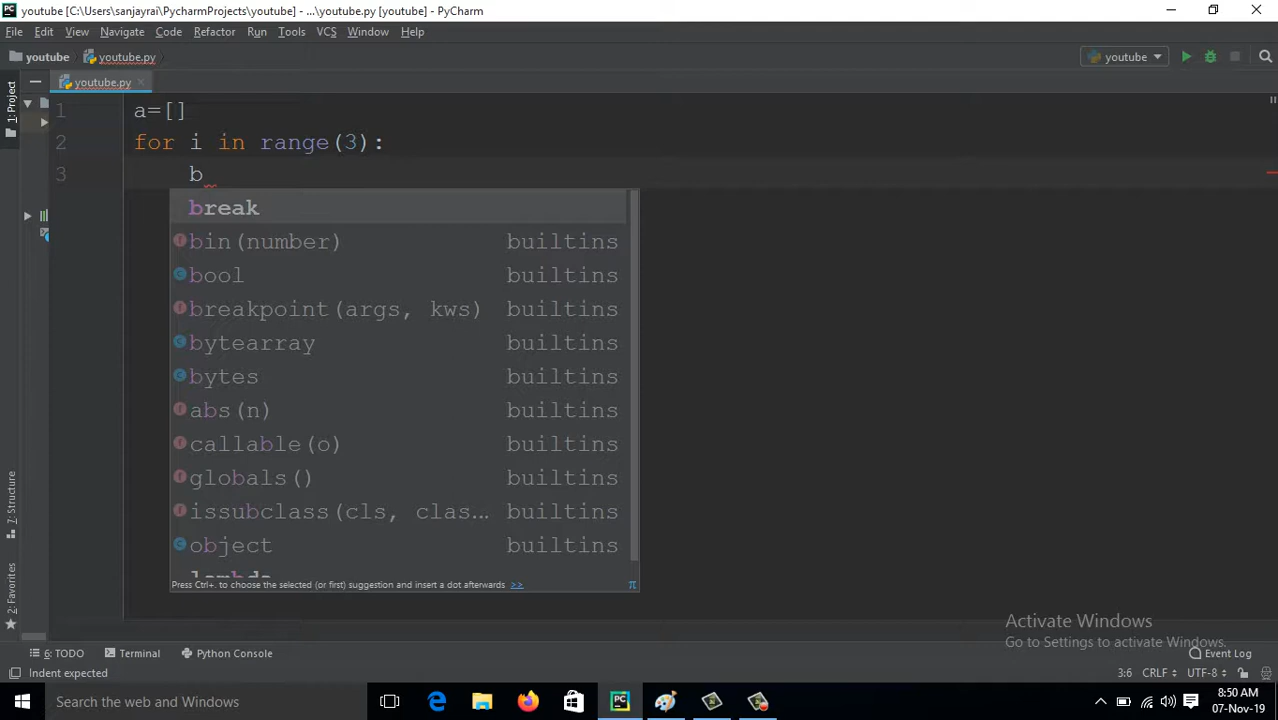 youtube [C:\Users\sanjayrai\PycharmProjects\youtube] - ...\youtube.py [youtube] - PyCharm
File Edit View Navigate Code Refactor Run Tools VCS Window Help
youtube youtube.py youtube
youtube.py
1: Project
1 a=[]
2 for i in range(3):
3 b
break
bin(number) builtins
bool builtins
breakpoint(args, kws) builtins
bytearray builtins
bytes builtins
abs(n) builtins
callable(o) builtins
globals() builtins
issubclass(cls, clas... builtins
object builtins
lambda
Press Ctrl+. to choose the selected (or first) suggestion and insert a dot afterwards >> π
7: Structure
2: Favorites
Activate Windows
Go to Settings to activate Windows.
6: TODO Terminal Python Console Event Log
Indent expected 3:6 CRLF UTF-8
Search the web and Windows
8:50 AM
07-Nov-19